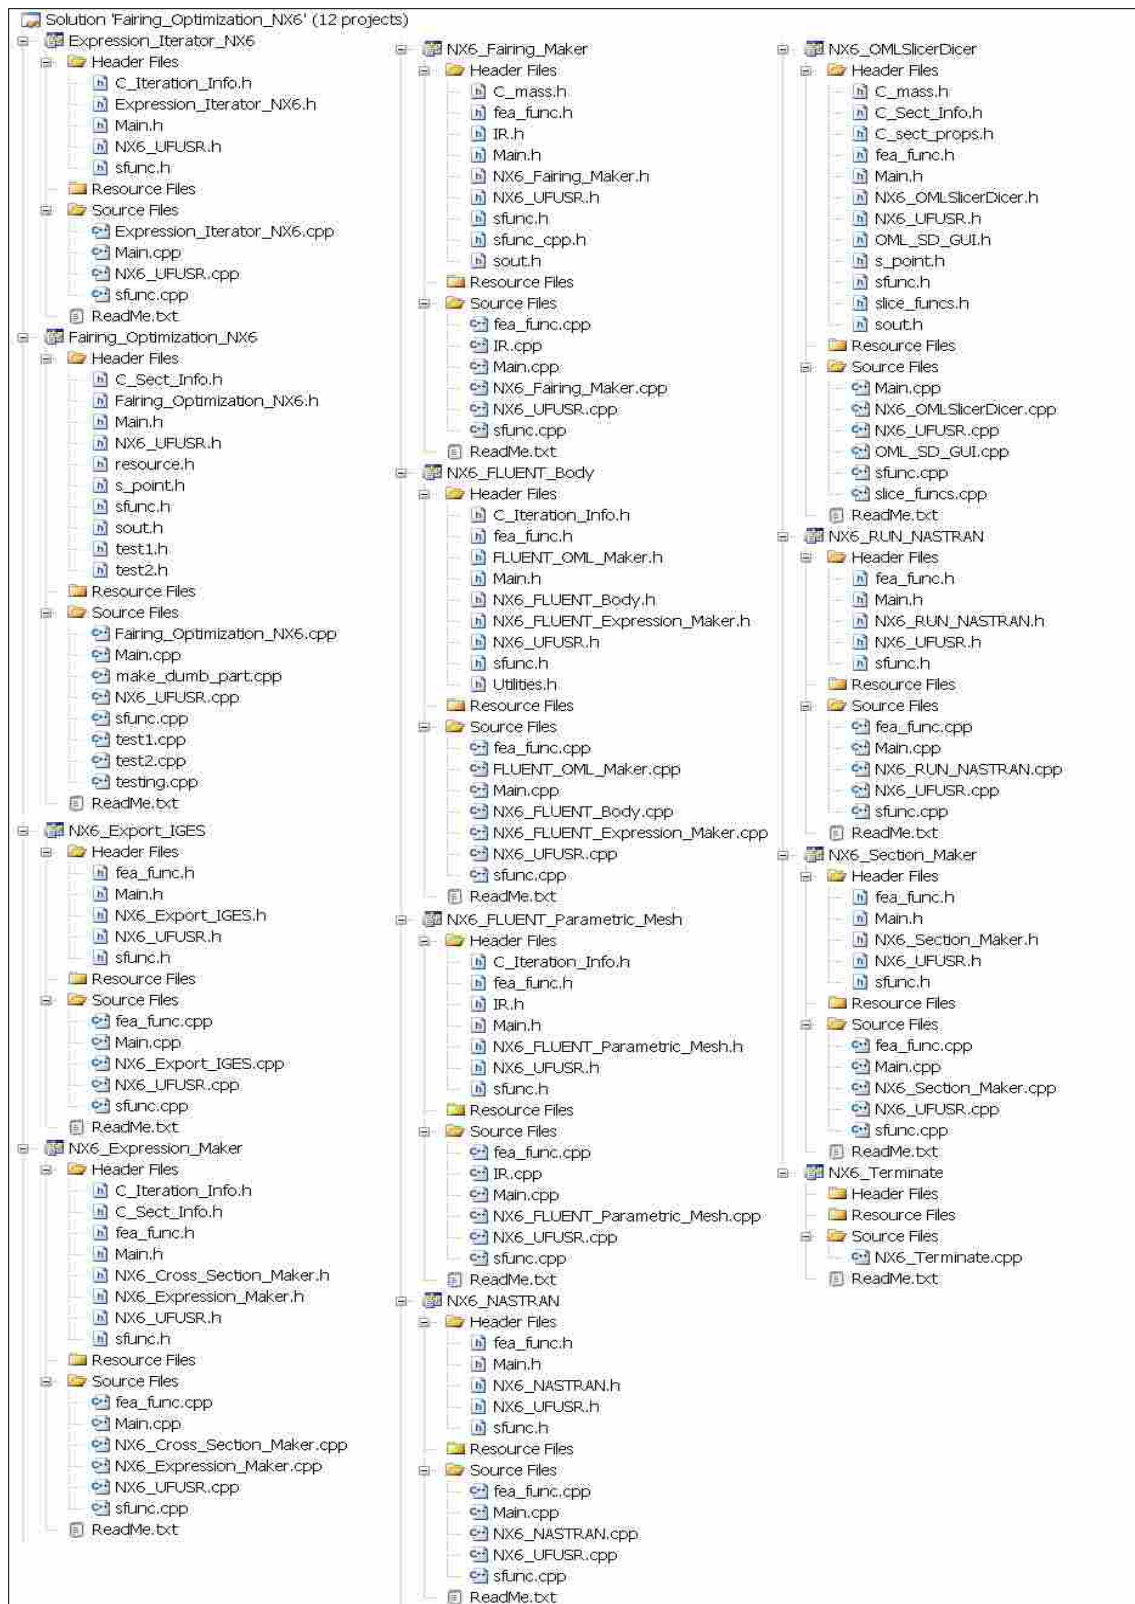 Solution 'Fairing_Optimization_NX6' (12 projects)
Expression_Iterator_NX6
Header Files
C_Iteration_Info.h
Expression_Iterator_NX6.h
Main.h
NX6_UFUSR.h
sfunc.h
Resource Files
Source Files
Expression_Iterator_NX6.cpp
Main.cpp
NX6_UFUSR.cpp
sfunc.cpp
ReadMe.txt
Fairing_Optimization_NX6
Header Files
C_Sect_Info.h
Fairing_Optimization_NX6.h
Main.h
NX6_UFUSR.h
resource.h
s_point.h
sfunc.h
sout.h
test1.h
test2.h
Resource Files
Source Files
Fairing_Optimization_NX6.cpp
Main.cpp
make_dumb_part.cpp
NX6_UFUSR.cpp
sfunc.cpp
test1.cpp
test2.cpp
testing.cpp
ReadMe.txt
NX6_Export_IGES
Header Files
fea_func.h
Main.h
NX6_Export_IGES.h
NX6_UFUSR.h
sfunc.h
Resource Files
Source Files
fea_func.cpp
Main.cpp
NX6_Export_IGES.cpp
NX6_UFUSR.cpp
sfunc.cpp
ReadMe.txt
NX6_Expression_Maker
Header Files
C_Iteration_Info.h
C_Sect_Info.h
fea_func.h
Main.h
NX6_Cross_Section_Maker.h
NX6_Expression_Maker.h
NX6_UFUSR.h
sfunc.h
Resource Files
Source Files
fea_func.cpp
Main.cpp
NX6_Cross_Section_Maker.cpp
NX6_Expression_Maker.cpp
NX6_UFUSR.cpp
sfunc.cpp
ReadMe.txt
NX6_Fairing_Maker
Header Files
C_mass.h
fea_func.h
IR.h
Main.h
NX6_Fairing_Maker.h
NX6_UFUSR.h
sfunc.h
sfunc_cpp.h
sout.h
Resource Files
Source Files
fea_func.cpp
IR.cpp
Main.cpp
NX6_Fairing_Maker.cpp
NX6_UFUSR.cpp
sfunc.cpp
ReadMe.txt
NX6_FLUENT_Body
Header Files
C_Iteration_Info.h
fea_func.h
FLUENT_OML_Maker.h
Main.h
NX6_FLUENT_Body.h
NX6_FLUENT_Expression_Maker.h
NX6_UFUSR.h
sfunc.h
Utilities.h
Resource Files
Source Files
fea_func.cpp
FLUENT_OML_Maker.cpp
Main.cpp
NX6_FLUENT_Body.cpp
NX6_FLUENT_Expression_Maker.cpp
NX6_UFUSR.cpp
sfunc.cpp
ReadMe.txt
NX6_FLUENT_Parametric_Mesh
Header Files
C_Iteration_Info.h
fea_func.h
IR.h
Main.h
NX6_FLUENT_Parametric_Mesh.h
NX6_UFUSR.h
sfunc.h
Resource Files
Source Files
fea_func.cpp
IR.cpp
Main.cpp
NX6_FLUENT_Parametric_Mesh.cpp
NX6_UFUSR.cpp
sfunc.cpp
ReadMe.txt
NX6_NASTRAN
Header Files
fea_func.h
Main.h
NX6_NASTRAN.h
NX6_UFUSR.h
sfunc.h
Resource Files
Source Files
fea_func.cpp
Main.cpp
NX6_NASTRAN.cpp
NX6_UFUSR.cpp
sfunc.cpp
ReadMe.txt
NX6_OMLSlicerDicer
Header Files
C_mass.h
C_Sect_Info.h
C_sect_props.h
fea_func.h
Main.h
NX6_OMLSlicerDicer.h
NX6_UFUSR.h
OML_SD_GUI.h
s_point.h
sfunc.h
slice_funcs.h
sout.h
Resource Files
Source Files
Main.cpp
NX6_OMLSlicerDicer.cpp
NX6_UFUSR.cpp
OML_SD_GUI.cpp
sfunc.cpp
slice_funcs.cpp
ReadMe.txt
NX6_RUN_NASTRAN
Header Files
fea_func.h
Main.h
NX6_RUN_NASTRAN.h
NX6_UFUSR.h
sfunc.h
Resource Files
Source Files
fea_func.cpp
Main.cpp
NX6_RUN_NASTRAN.cpp
NX6_UFUSR.cpp
sfunc.cpp
ReadMe.txt
NX6_Section_Maker
Header Files
fea_func.h
Main.h
NX6_Section_Maker.h
NX6_UFUSR.h
sfunc.h
Resource Files
Source Files
fea_func.cpp
Main.cpp
NX6_Section_Maker.cpp
NX6_UFUSR.cpp
sfunc.cpp
ReadMe.txt
NX6_Terminate
Header Files
Resource Files
Source Files
NX6_Terminate.cpp
ReadMe.txt